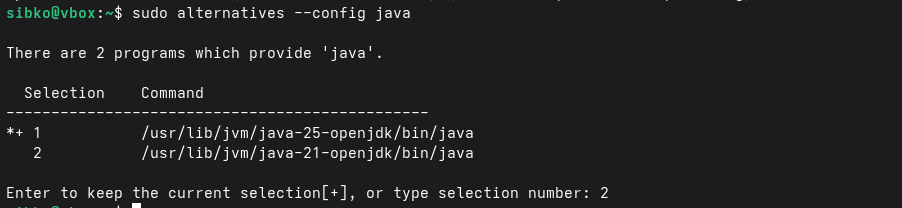 sibko@vbox:~$ sudo alternatives --config java
There are 2 programs which provide 'java'.
  Selection    Command
-----------------------------------------------
*+ 1           /usr/lib/jvm/java-25-openjdk/bin/java
   2           /usr/lib/jvm/java-21-openjdk/bin/java
Enter to keep the current selection[+], or type selection number: 2